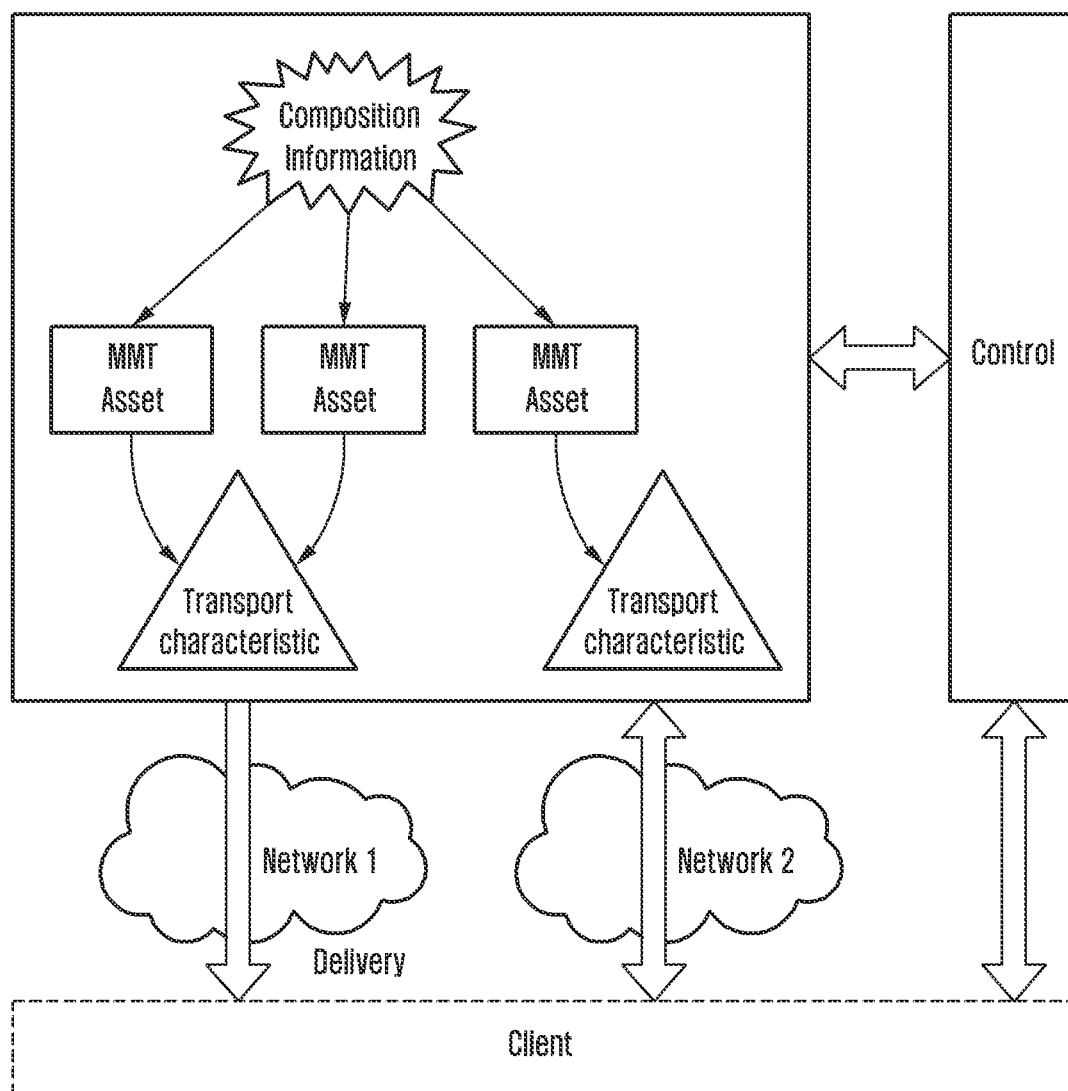 Composition
Information
MMT
Asset
MMT
Asset
MMT
Asset
Control
Transport
characteristic
Transport
characteristic
Network 1
Network 2
Delivery
Client